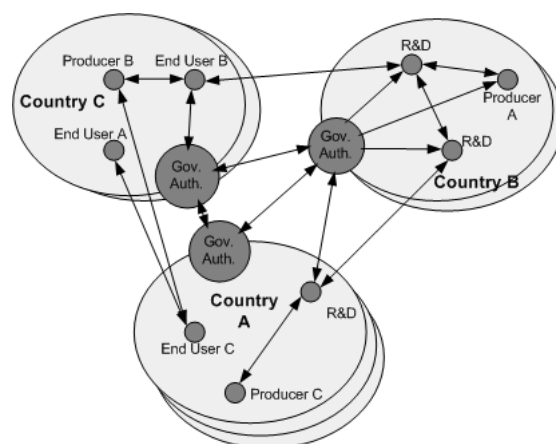 Producer B
End User B
Country C
End User A
Gov.
Auth.
R&D
Producer
A
Gov.
Auth.
R&D
Country B
Gov.
Auth.
Country
A
R&D
End User C
Producer C